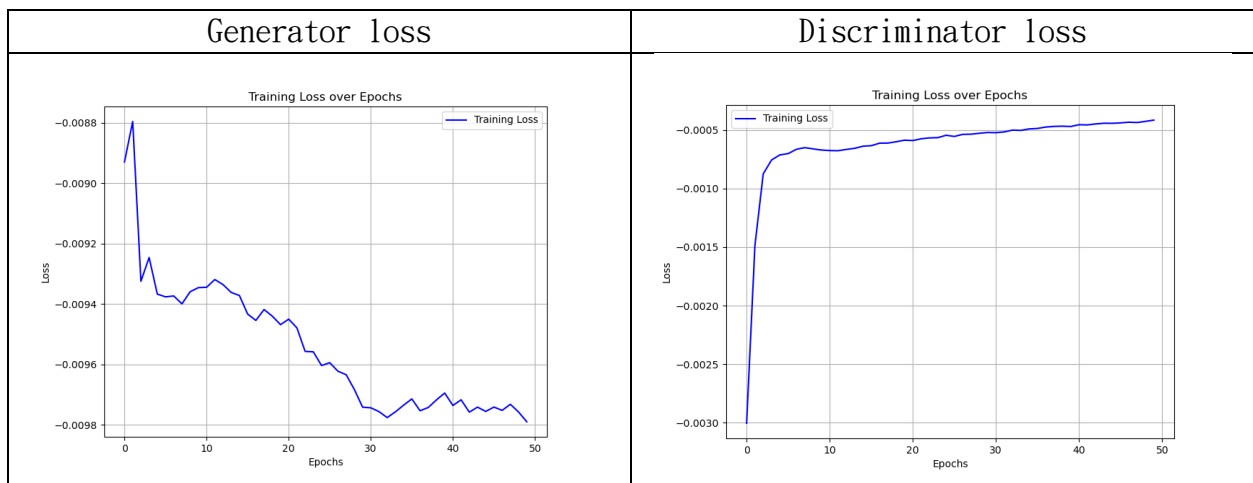 Generator loss
Discriminator loss
Training Loss over Epochs
Training Loss
−0.0088
−0.0090
−0.0092
−0.0094
−0.0096
−0.0098
Loss
0 10 20 30 40 50
Epochs
Training Loss over Epochs
Training Loss
−0.0005
−0.0010
−0.0015
−0.0020
−0.0025
−0.0030
Loss
0 10 20 30 40 50
Epochs